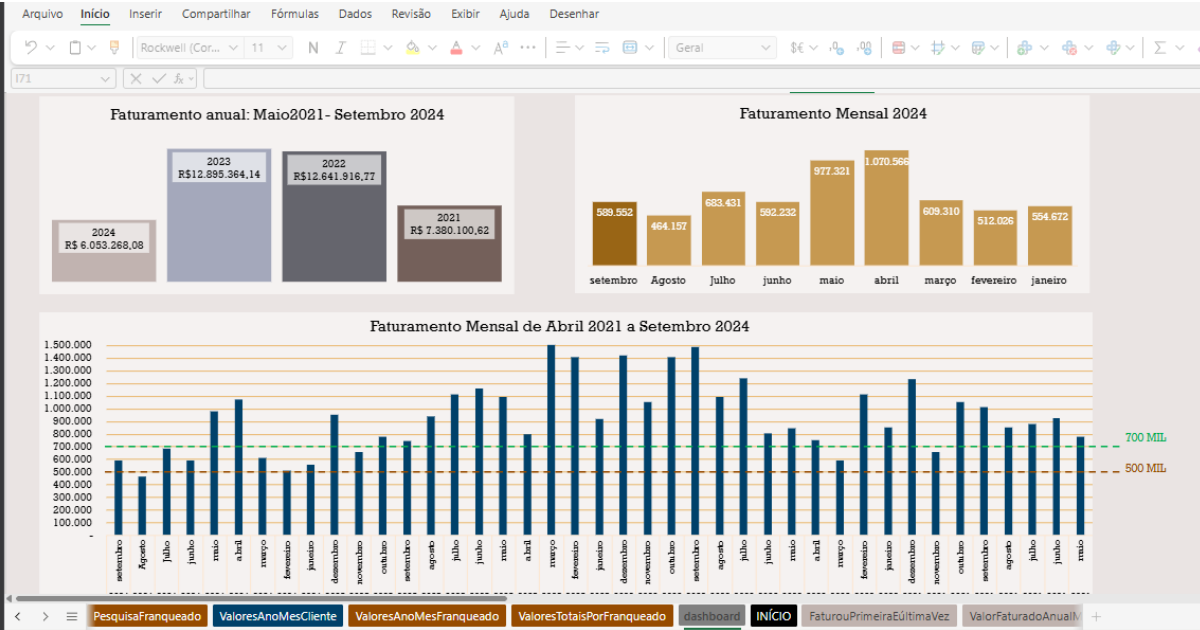 Arquivo Início Inserir Compartilhar Fórmulas Dados Revisão Exibir Ajuda Desenhar
Rockwell (Cor... 11 N I A Aª ... Geral $€ Σ
I71 fx
Faturamento anual: Maio2021- Setembro 2024
2024
R$ 6.053.268,08
2023
R$12.895.364,14
2022
R$12.641.916,77
2021
R$ 7.380.100,62
Faturamento Mensal 2024
589.552 464.157 683.431 592.232 977.321 1.070.566 609.310 512.026 554.672
setembro Agosto Julho junho maio abril março fevereiro janeiro
Faturamento Mensal de Abril 2021 a Setembro 2024
1.500.000
1.400.000
1.300.000
1.200.000
1.100.000
1.000.000
900.000
800.000
700.000
600.000
500.000
400.000
300.000
200.000
100.000
-
700 MIL
500 MIL
setembro Agosto Julho junho maio abril março fevereiro janeiro dezembro novembro outubro setembro agosto julho junho maio abril março fevereiro janeiro dezembro novembro outubro setembro agosto julho junho maio abril março fevereiro janeiro dezembro novembro outubro setembro agosto julho junho maio
PesquisaFranqueado ValoresAnoMesCliente ValoresAnoMesFranqueado ValoresTotaisPorFranqueado dashboard INÍCIO FaturouPrimeiraEúltimaVez ValorFaturadoAnualM